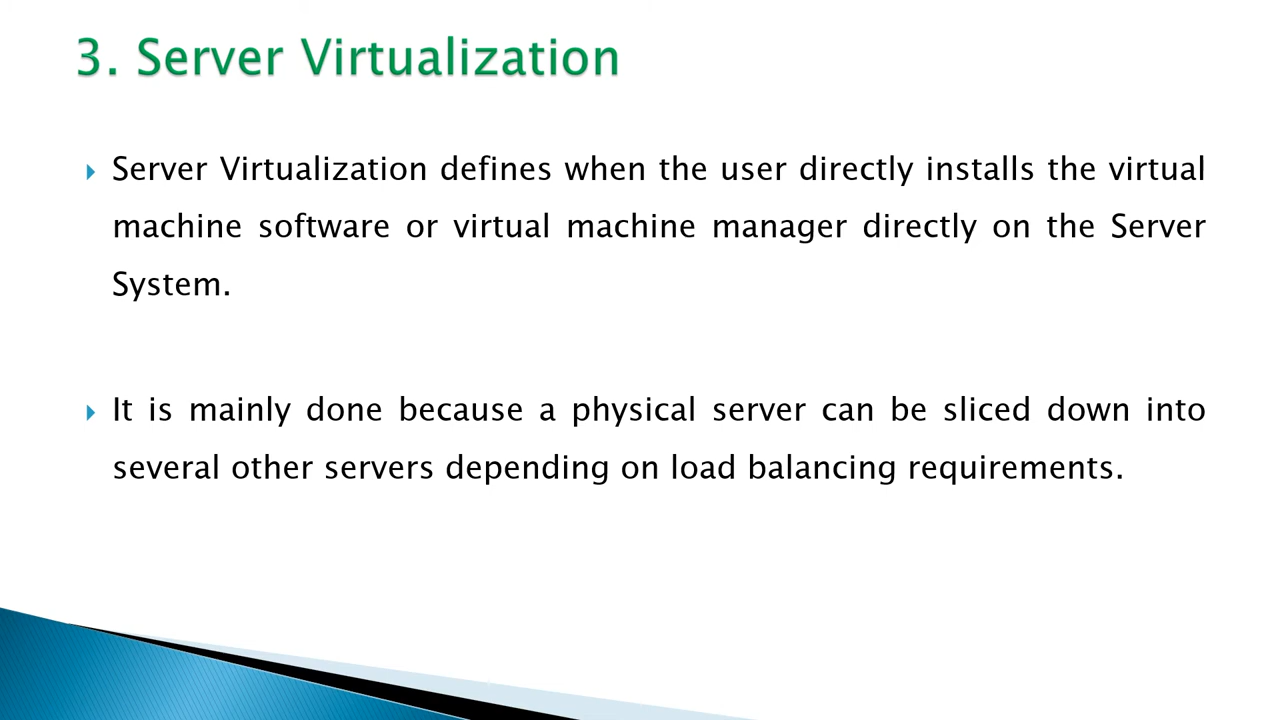 3. Server Virtualization
Server Virtualization defines when the user directly installs the virtual
machine software or virtual machine manager directly on the Server
System.
It is mainly done because a physical server can be sliced down into
several other servers depending on load balancing requirements.